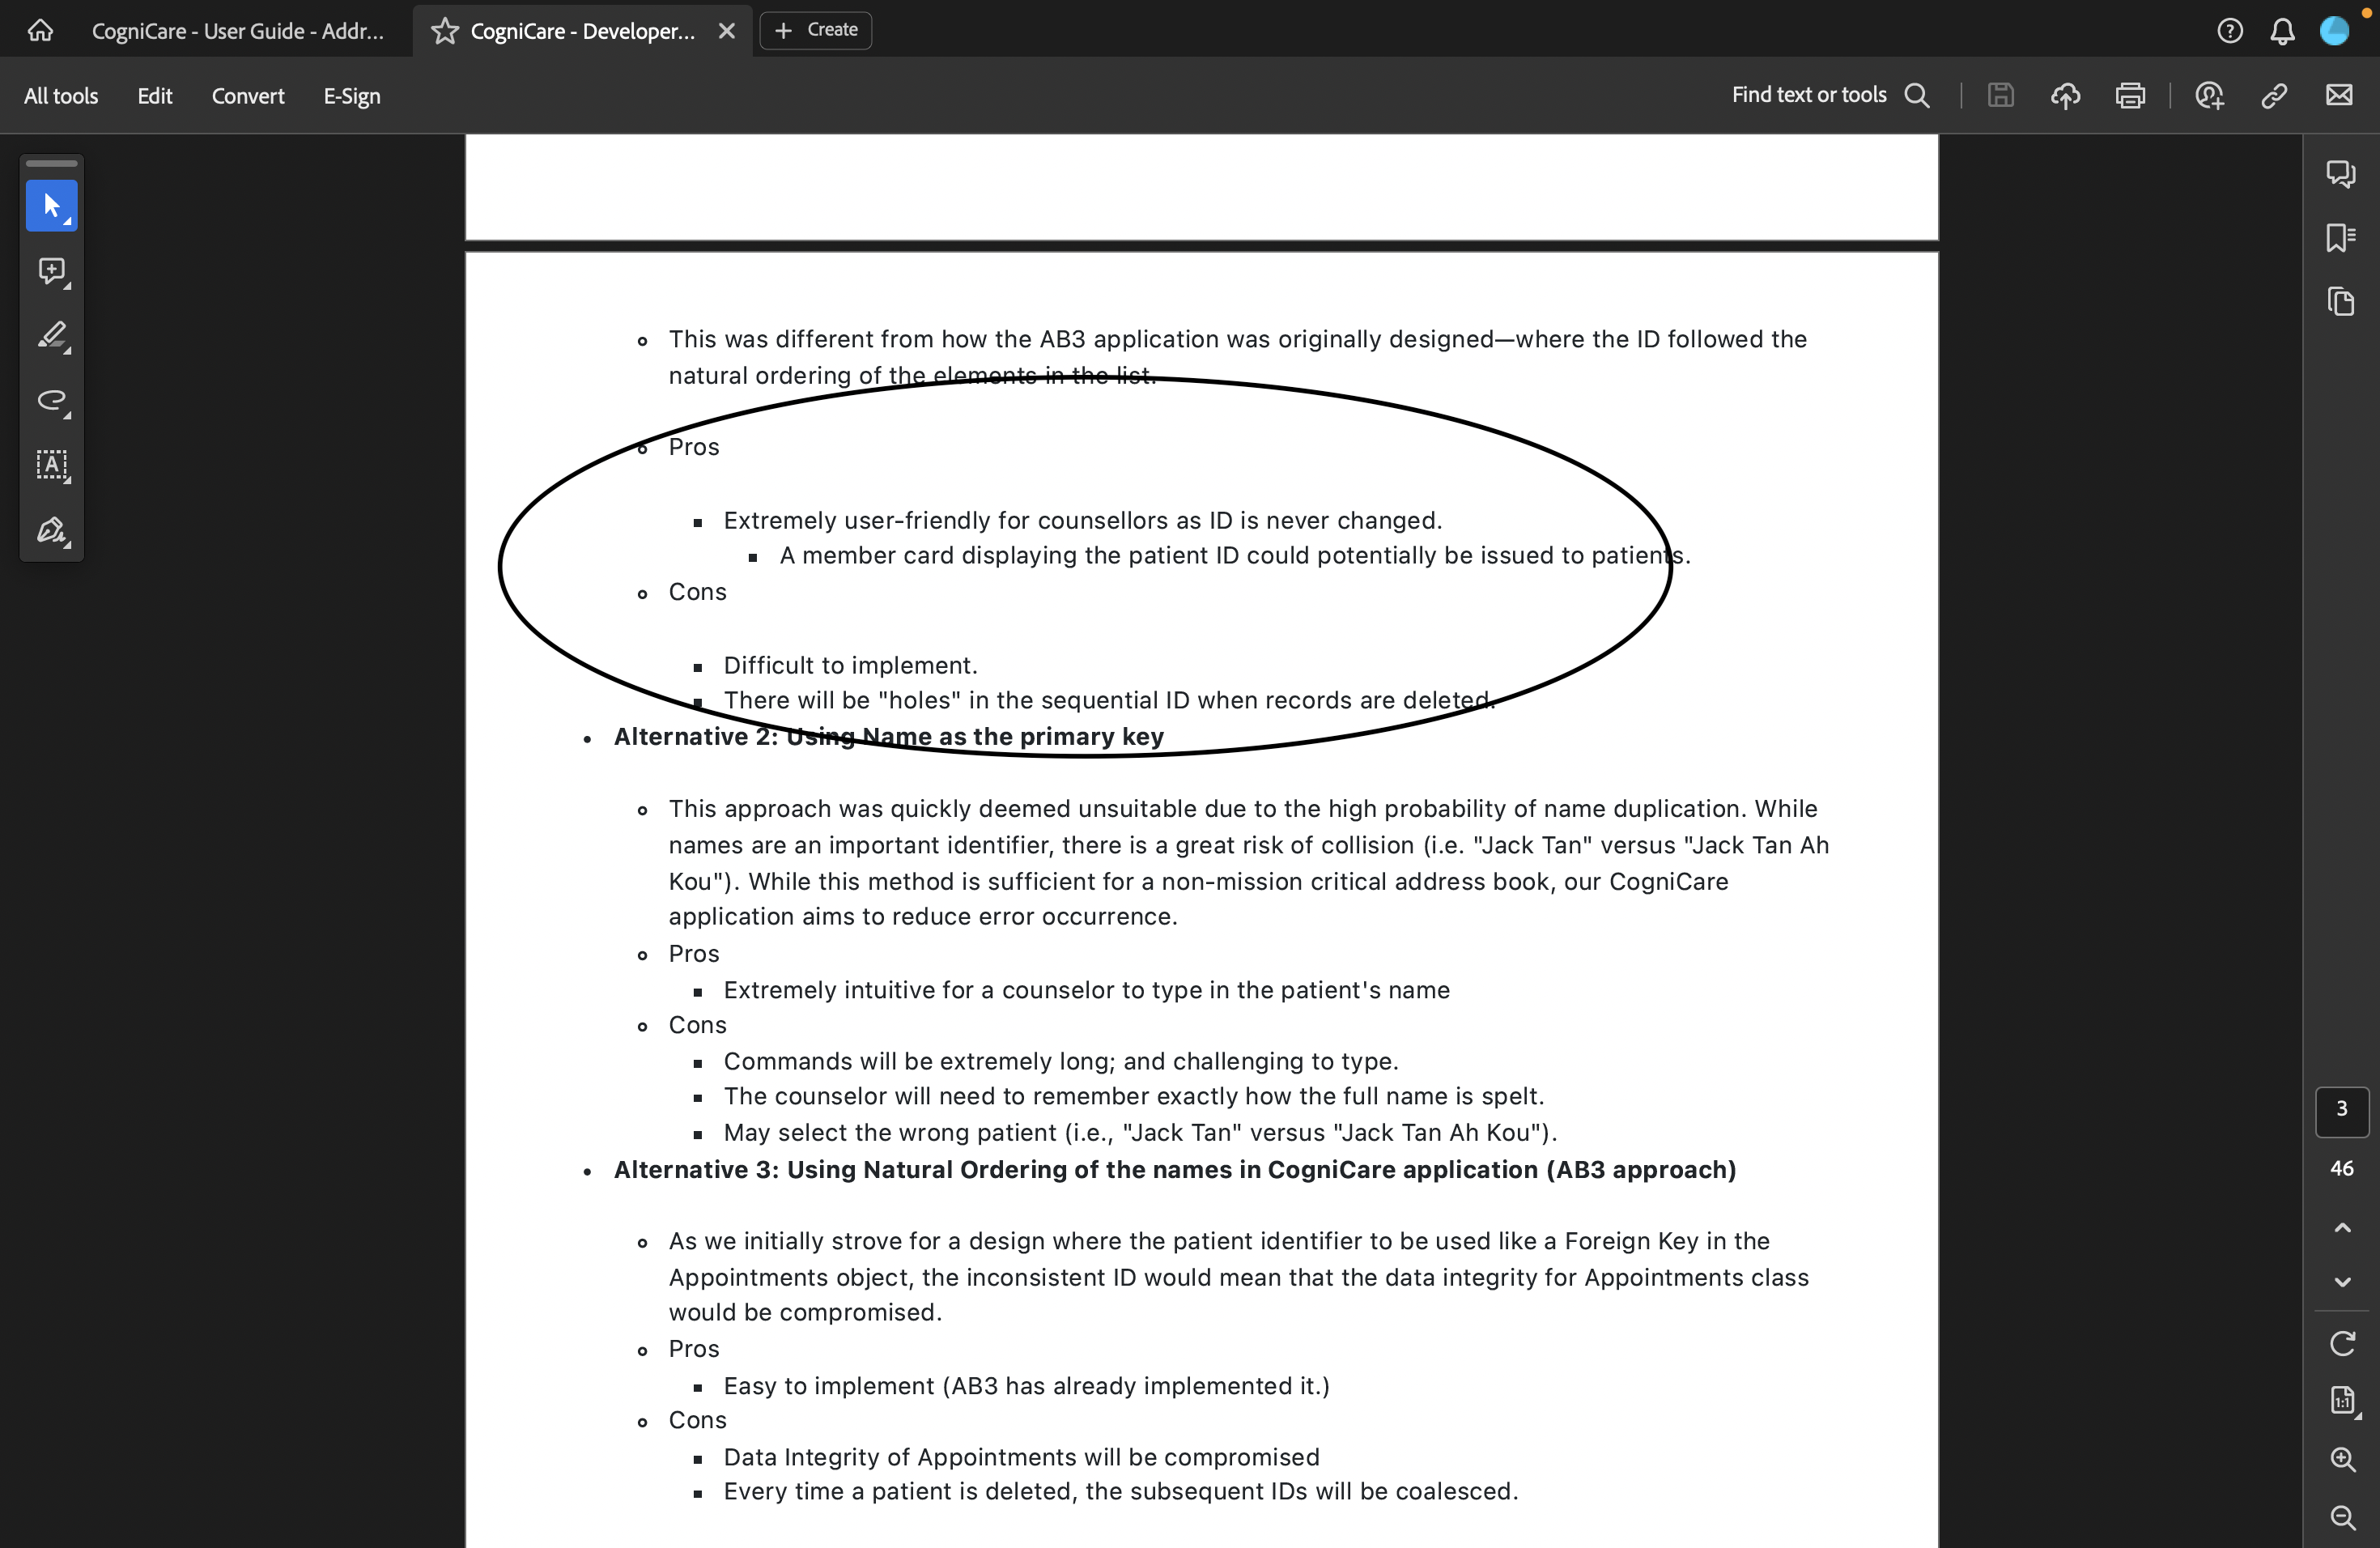 CogniCare - User Guide - Addr...
CogniCare - Developer...
Create
All tools
Edit
Convert
E-Sign
Find text or tools
This was different from how the AB3 application was originally designed—where the ID followed the
natural ordering of the elements in the list.
Pros
Extremely user-friendly for counsellors as ID is never changed.
A member card displaying the patient ID could potentially be issued to patients.
Cons
Difficult to implement.
There will be "holes" in the sequential ID when records are deleted.
Alternative 2: Using Name as the primary key
This approach was quickly deemed unsuitable due to the high probability of name duplication. While
names are an important identifier, there is a great risk of collision (i.e. "Jack Tan" versus "Jack Tan Ah
Kou"). While this method is sufficient for a non-mission critical address book, our CogniCare
application aims to reduce error occurrence.
Pros
Extremely intuitive for a counselor to type in the patient's name
Cons
Commands will be extremely long; and challenging to type.
The counselor will need to remember exactly how the full name is spelt.
May select the wrong patient (i.e., "Jack Tan" versus "Jack Tan Ah Kou").
Alternative 3: Using Natural Ordering of the names in CogniCare application (AB3 approach)
As we initially strove for a design where the patient identifier to be used like a Foreign Key in the
Appointments object, the inconsistent ID would mean that the data integrity for Appointments class
would be compromised.
Pros
Easy to implement (AB3 has already implemented it.)
Cons
Data Integrity of Appointments will be compromised
Every time a patient is deleted, the subsequent IDs will be coalesced.
3
46
1:1